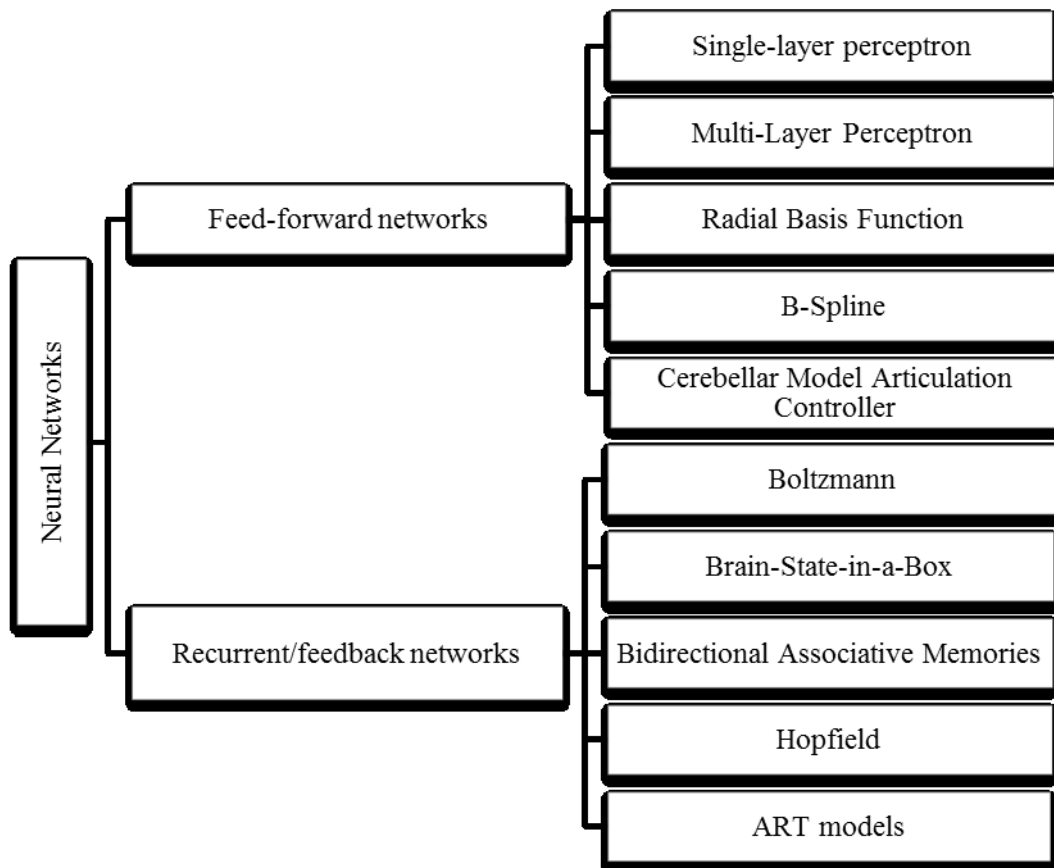 Neural Networks
Feed-forward networks
Single-layer perceptron
Multi-Layer Perceptron
Radial Basis Function
B-Spline
Cerebellar Model Articulation
Controller
Recurrent/feedback networks
Boltzmann
Brain-State-in-a-Box
Bidirectional Associative Memories
Hopfield
ART models